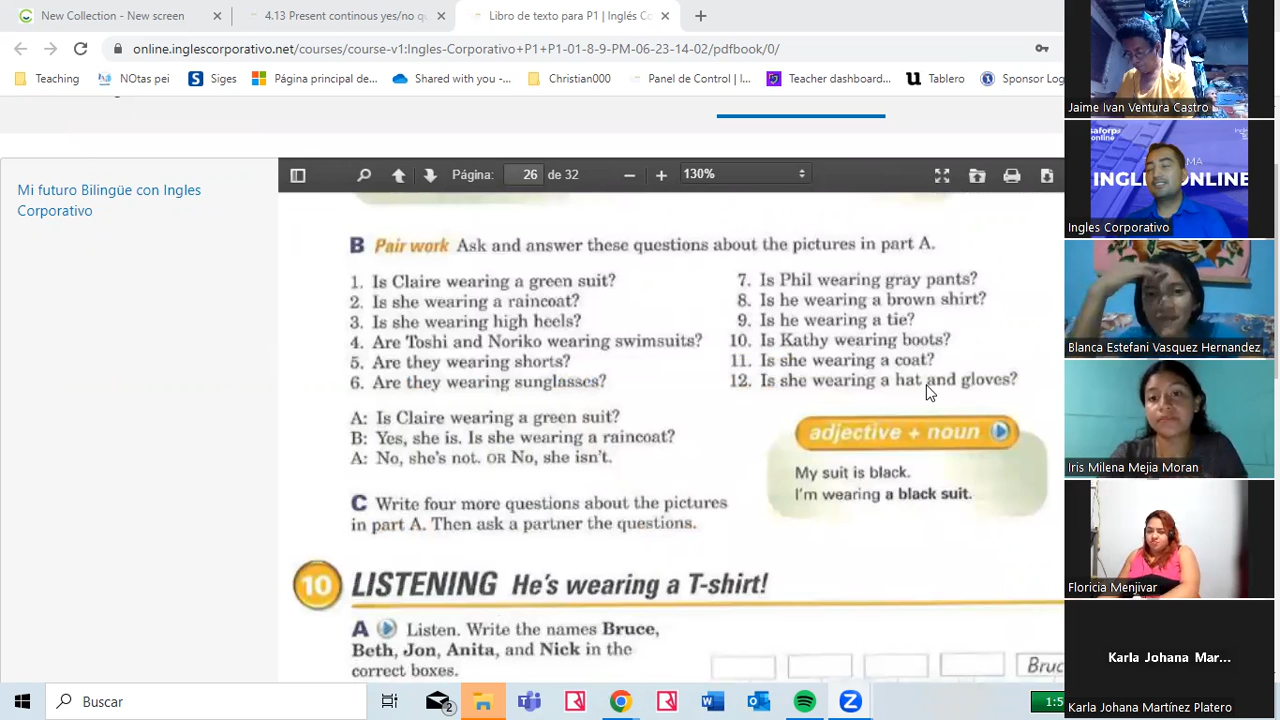 New Collection - New screen
4.13 Present continous yes/no q
Libro de texto para P1 | Inglés C
online.inglescorporativo.net/courses/course-v1:Ingles-Corporativo+P1+P1-01-8-9-PM-06-23-14-02/pdfbook/0/
Teaching
NOtas pei
Siges
Página principal de...
Shared with you -...
Christian000
Panel de Control | I...
Teacher dashboard...
Tablero
Sponsor Log
Mi futuro Bilingüe con Ingles
Corporativo
Página: 26 de 32
130%
B Pair work Ask and answer these questions about the pictures in part A.
1. Is Claire wearing a green suit?
2. Is she wearing a raincoat?
3. Is she wearing high heels?
4. Are Toshi and Noriko wearing swimsuits?
5. Are they wearing shorts?
6. Are they wearing sunglasses?
7. Is Phil wearing gray pants?
8. Is he wearing a brown shirt?
9. Is he wearing a tie?
10. Is Kathy wearing boots?
11. Is she wearing a coat?
12. Is she wearing a hat and gloves?
A: Is Claire wearing a green suit?
B: Yes, she is. Is she wearing a raincoat?
A: No, she's not. OR No, she isn't.
adjective + noun
My suit is black.
I'm wearing a black suit.
C Write four more questions about the pictures
in part A. Then ask a partner the questions.
10 LISTENING He's wearing a T-shirt!
A Listen. Write the names Bruce,
Beth, Jon, Anita, and Nick in the
correct boxes.
Bruc
Jaime Ivan Ventura Castro
saforp
online
MA
INGL ONLINE
Ingles Corporativo
Blanca Estefani Vasquez Hernandez
Iris Milena Mejia Moran
Floricia Menjivar
Karla Johana Mar...
Karla Johana Martínez Platero
Buscar
2
1:5